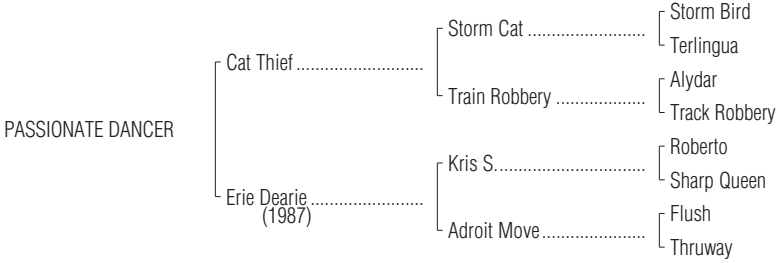 Storm Bird
Storm Cat ..........................
Terlingua
Cat Thief ............................
Alydar
Train Robbery ....................
Track Robbery
PASSIONATE DANCER
Roberto
Kris S.................................
Sharp Queen
Erie Dearie .........................
(1987)
Flush
Adroit Move.......................
Thruway